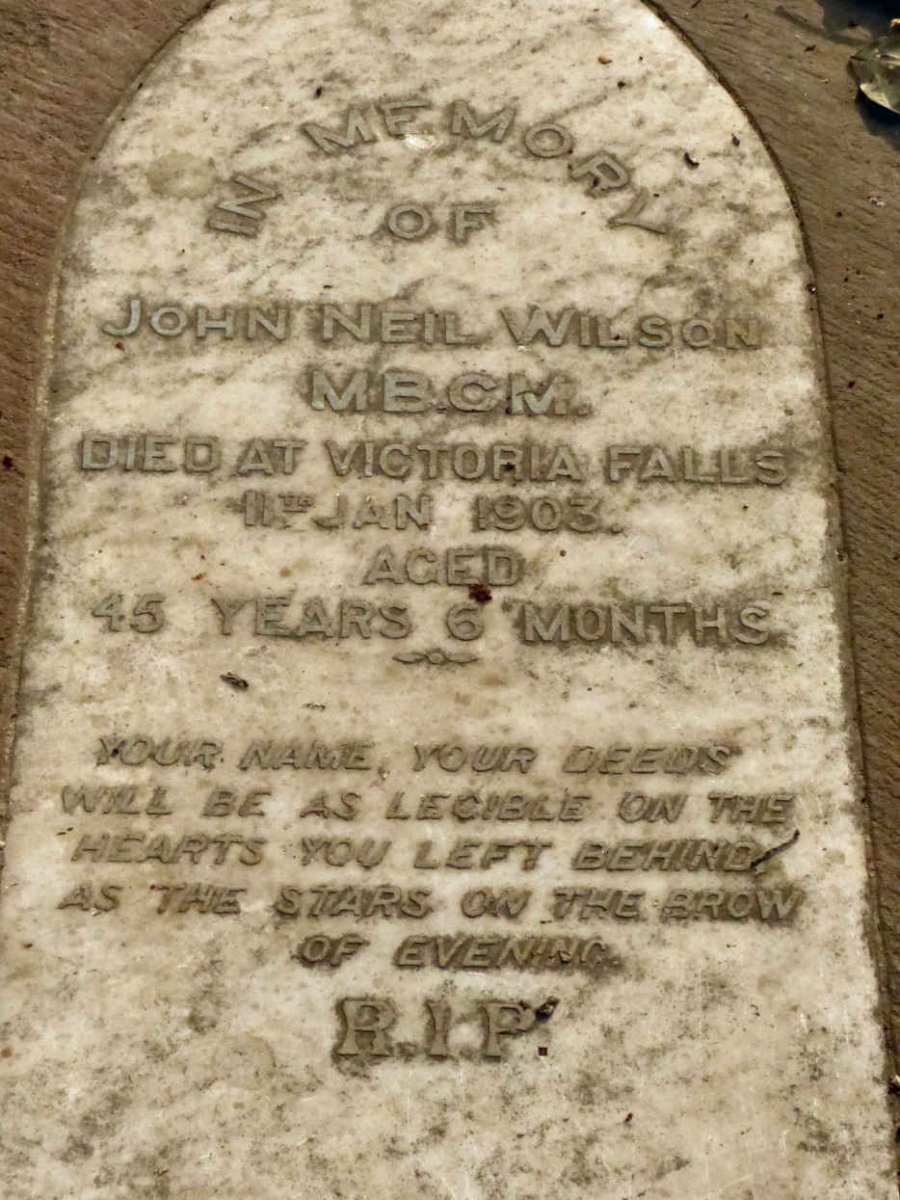 IN MEMORY
OF
JOHN NEIL WILSON
M.B.C.M.
DIED AT VICTORIA FALLS
11TH JAN 1903.
AGED
45 YEARS 6 MONTHS
YOUR NAME, YOUR DEEDS
WILL BE AS LEGIBLE ON THE
HEARTS YOU LEFT BEHIND,
AS THE STARS ON THE BROW
OF EVENING.
R.I.P.